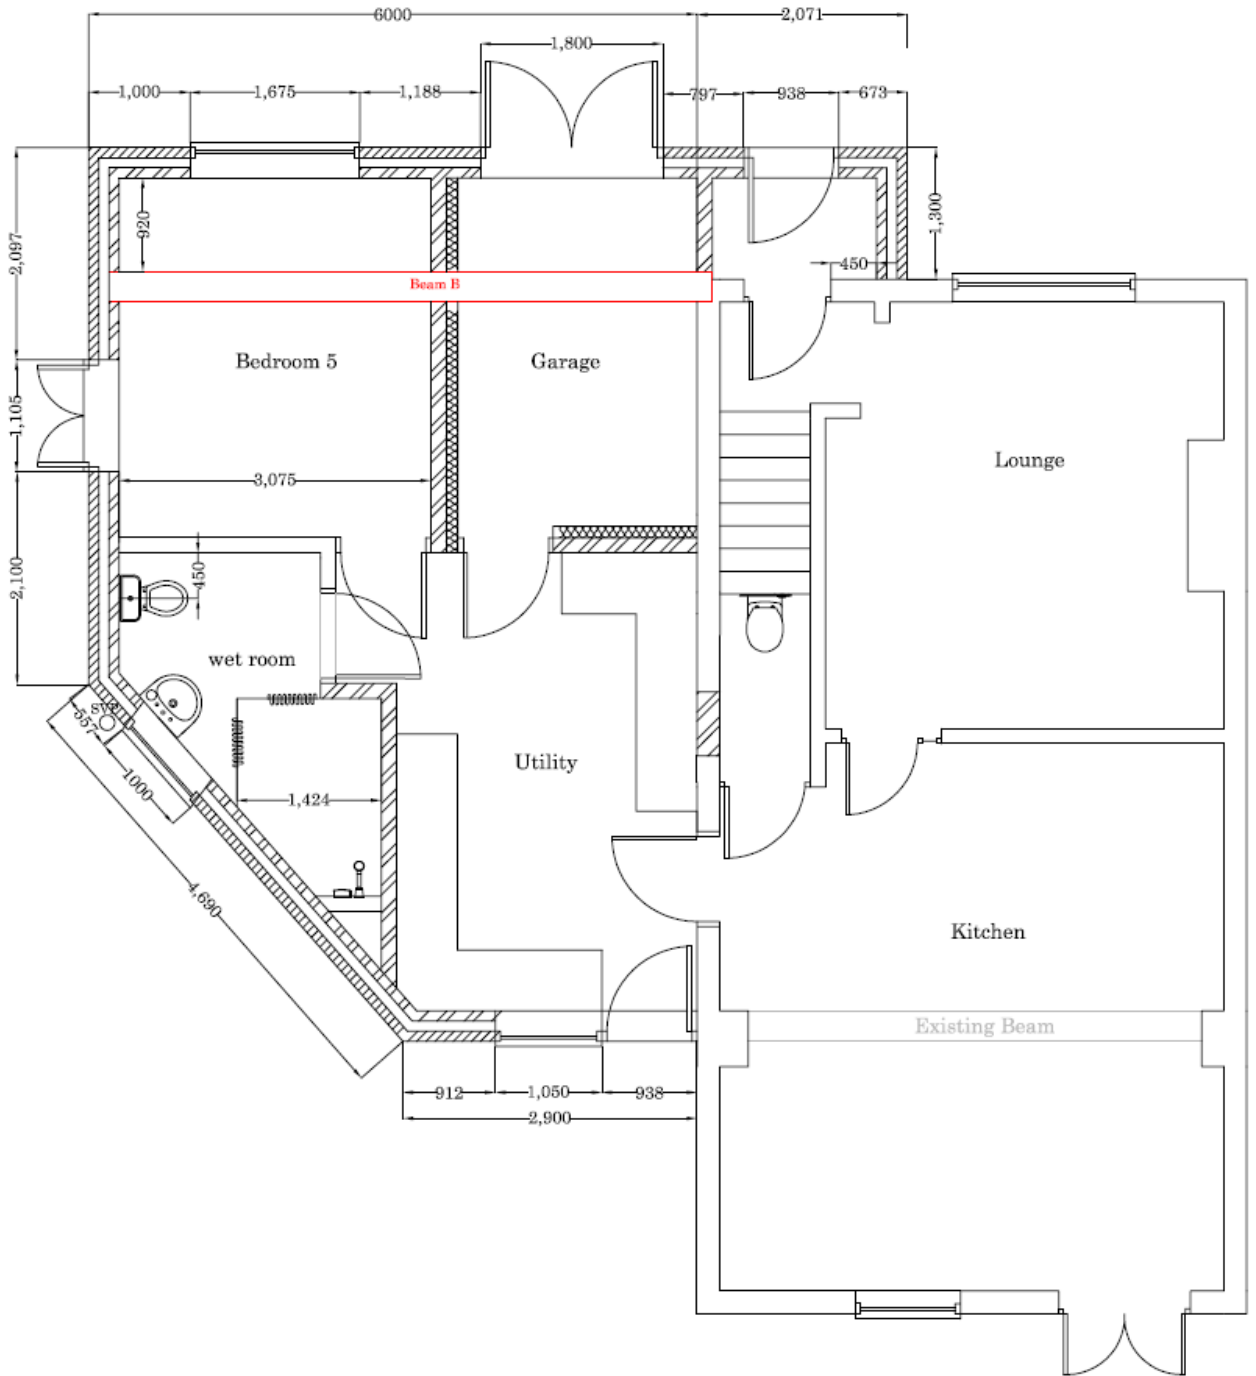 6000
2,071
1,800
1,000
1,675
1,188
797
938
673
920
1,300
2,097
450
Beam B
Bedroom 5
Garage
1,105
Lounge
3,075
2,100
450
wet room
SVP
557
Utility
1000
1,424
4,690
Kitchen
Existing Beam
912
1,050
938
2,900